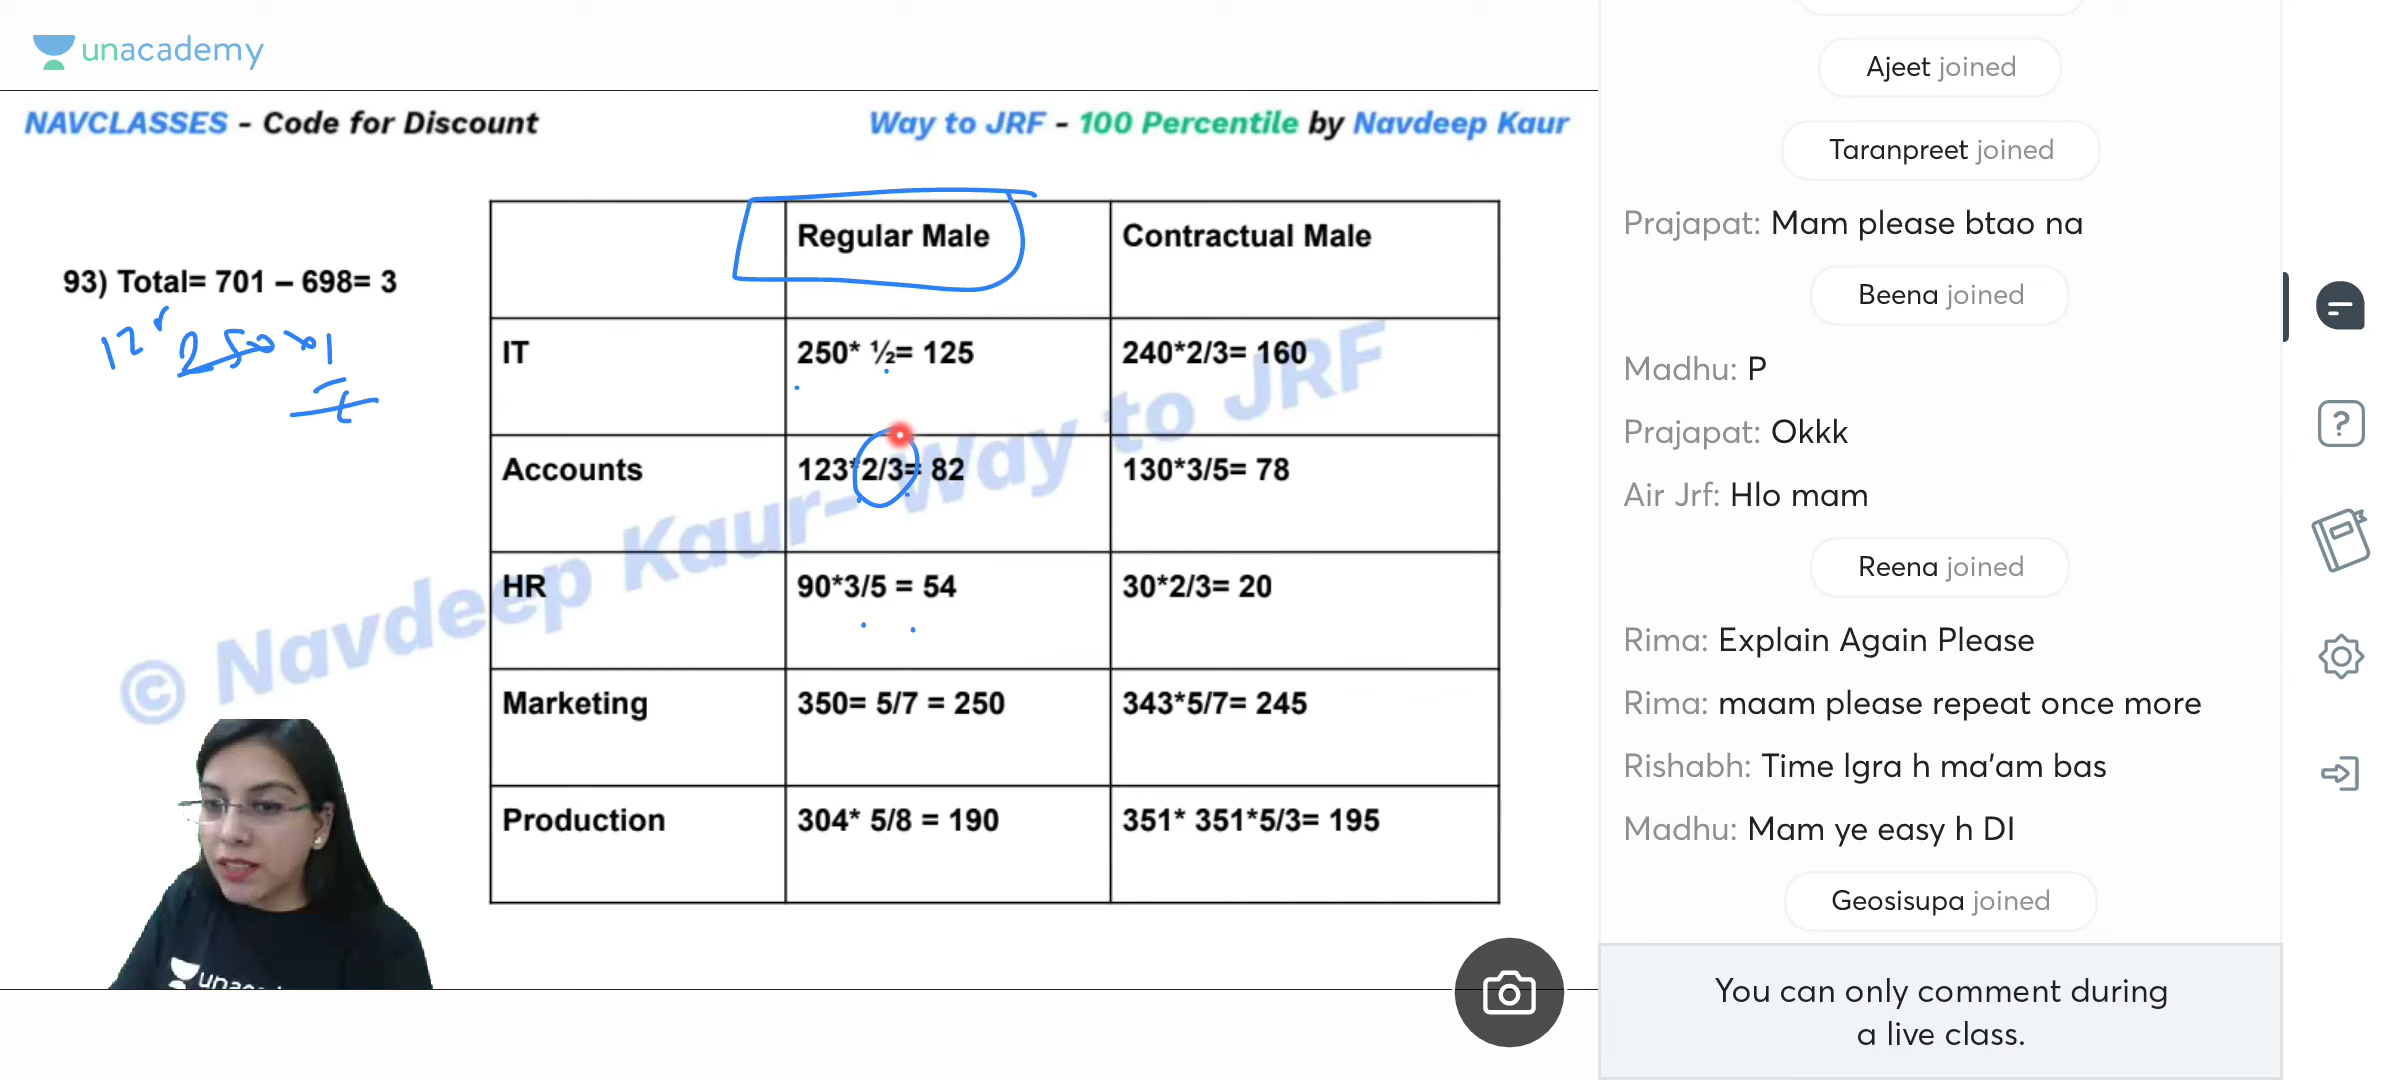 unacademy
NAVCLASSES - Code for Discount
Way to JRF - 100 Percentile by Navdeep Kaur
93) Total= 701 – 698= 3
Regular Male
Contractual Male
IT
250* ½= 125
240*2/3= 160
Accounts
123*2/3= 82
130*3/5= 78
HR
90*3/5 = 54
30*2/3= 20
Marketing
350= 5/7 = 250
343*5/7= 245
Production
304* 5/8 = 190
351* 351*5/3= 195
© Navdeep Kaur- Way to JRF
Ajeet joined
Taranpreet joined
Prajapat: Mam please btao na
Beena joined
Madhu: P
Prajapat: Okkk
Air Jrf: Hlo mam
Reena joined
Rima: Explain Again Please
Rima: maam please repeat once more
Rishabh: Time lgra h ma'am bas
Madhu: Mam ye easy h DI
Geosisupa joined
You can only comment during
a live class.